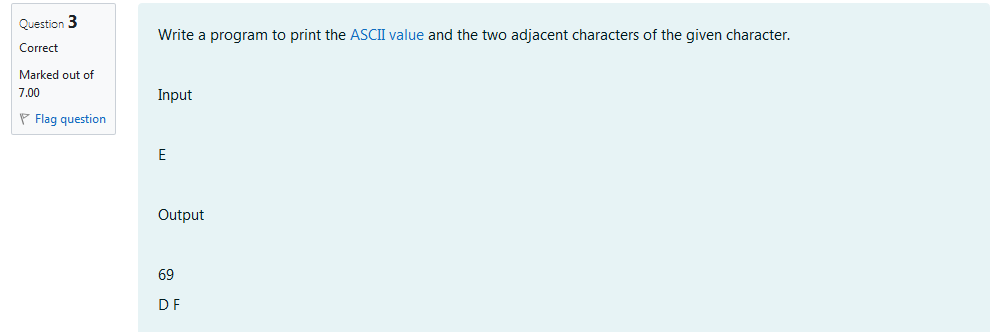 Question 3
Correct
Marked out of
7.00
Flag question
Write a program to print the ASCII value and the two adjacent characters of the given character.
Input
E
Output
69
D F